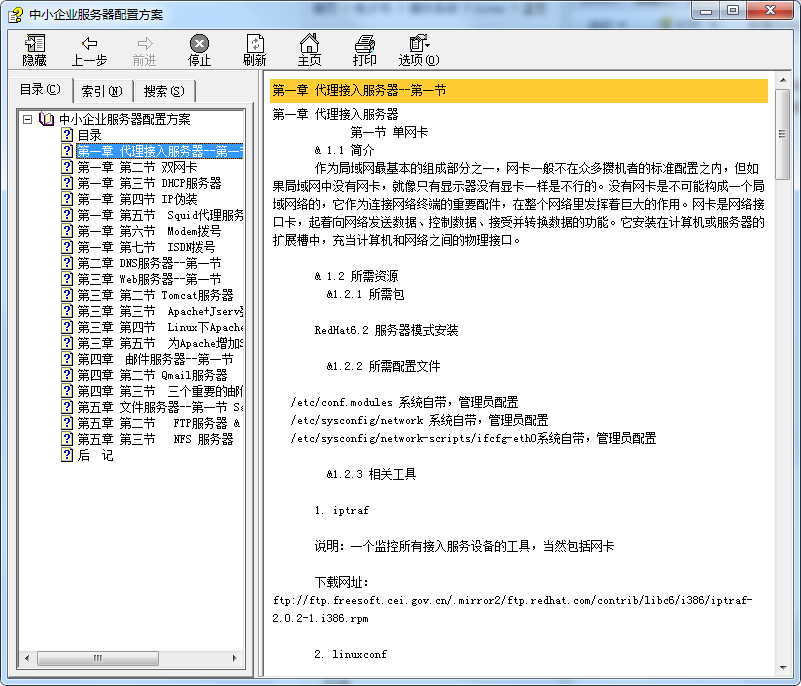 中小企业服务器配置方案
隐藏 上一步 前进 停止 刷新 主页 打印 选项(O)
目录(C) 索引(N) 搜索(S)
中小企业服务器配置方案
目录
第一章 代理接入服务器--第一节
第一章 第二节 双网卡
第一章 第三节 DHCP服务器
第一章 第四节 IP伪装
第一章 第五节 Squid代理服务
第一章 第六节 Modem拨号
第一章 第七节 ISDN拨号
第二章 DNS服务器--第一节
第三章 Web服务器--第一节
第三章 第二节 Tomcat服务器
第三章 第三节 Apache+Jserv
第三章 第四节 Linux下Apache
第三章 第五节 为Apache增加S
第四章 邮件服务器--第一节
第四章 第二节 Qmail服务器
第四章 第三节 三个重要的邮件
第五章 文件服务器--第一节 Sa
第五章 第二节 FTP服务器 &
第五章 第三节 NFS 服务器
后 记
第一章 代理接入服务器--第一节
第一章 代理接入服务器
第一节 单网卡
& 1.1 简介
作为局域网最基本的组成部分之一，网卡一般不在众多攒机者的标准配置之内，但如
果局域网中没有网卡，就像只有显示器没有显卡一样是不行的。没有网卡是不可能构成一个局
域网络的，它作为连接网络终端的重要配件，在整个网络里发挥着巨大的作用。网卡是网络接
口卡，起着向网络发送数据、控制数据、接受并转换数据的功能。它安装在计算机或服务器的
扩展槽中，充当计算机和网络之间的物理接口。
& 1.2 所需资源
&1.2.1 所需包
RedHat6.2 服务器模式安装
&1.2.2 所需配置文件
/etc/conf.modules 系统自带，管理员配置
/etc/sysconfig/network 系统自带，管理员配置
/etc/sysconfig/network-scripts/ifcfg-eth0系统自带，管理员配置
&1.2.3 相关工具
1. iptraf
说明：一个监控所有接入服务设备的工具，当然包括网卡
下载网址：
ftp://ftp.freesoft.cei.gov.cn/.mirror2/ftp.redhat.com/contrib/libc6/i386/iptraf-
2.0.2-1.i386.rpm
2. linuxconf